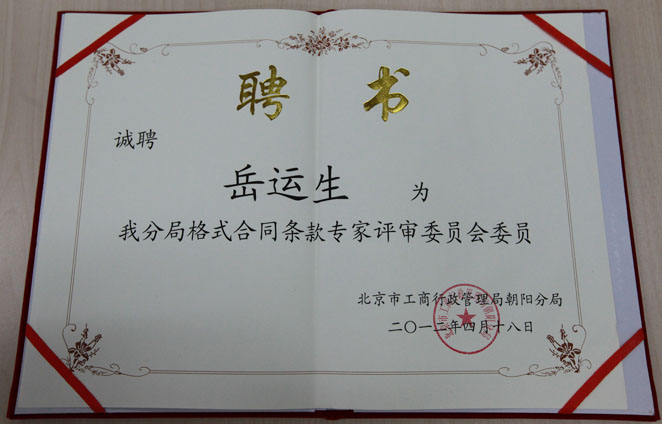 聘 书
诚聘
岳运生 为
我分局格式合同条款专家评审委员会委员
北京市工商行政管理局朝阳分局
二〇一二年四月十八日